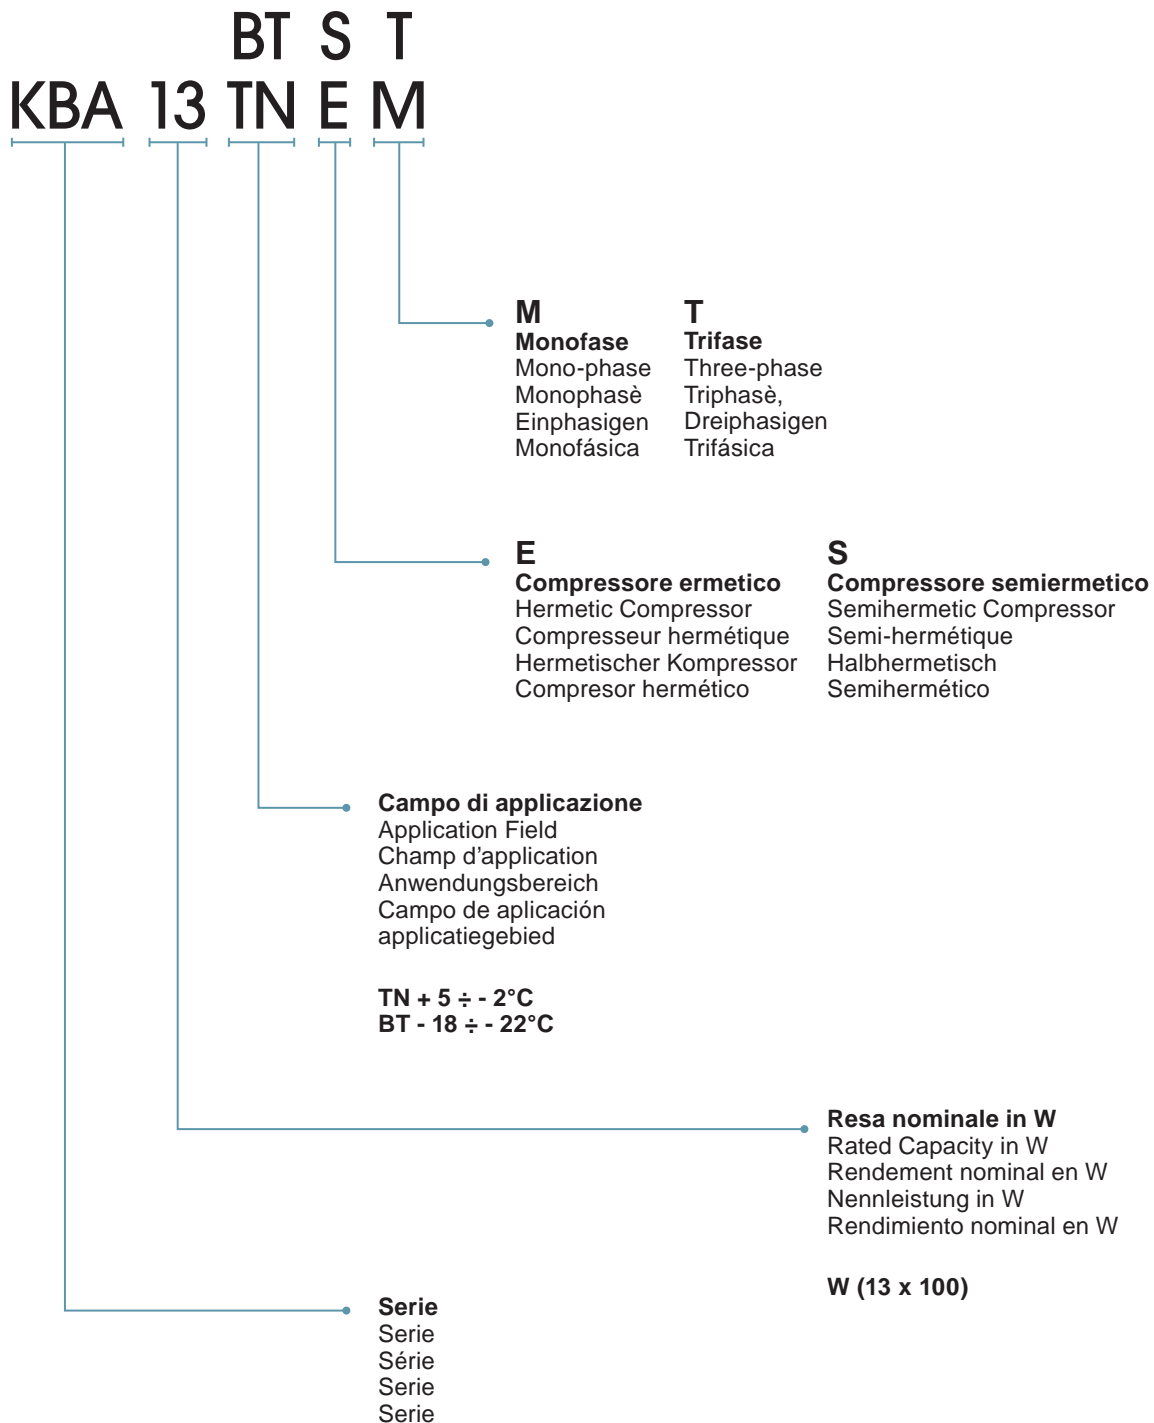 BT S T
KBA 13 TN E M
M
Monofase
Mono-phase
Monophasè
Einphasigen
Monofásica
T
Trifase
Three-phase
Triphasè,
Dreiphasigen
Trifásica
E
Compressore ermetico
Hermetic Compressor
Compresseur hermétique
Hermetischer Kompressor
Compresor hermético
S
Compressore semiermetico
Semihermetic Compressor
Semi-hermétique
Halbhermetisch
Semihermético
Campo di applicazione
Application Field
Champ d'application
Anwendungsbereich
Campo de aplicación
applicatiegebied
TN + 5 ÷ - 2°C
BT - 18 ÷ - 22°C
Resa nominale in W
Rated Capacity in W
Rendement nominal en W
Nennleistung in W
Rendimiento nominal en W
W (13 x 100)
Serie
Serie
Série
Serie
Serie